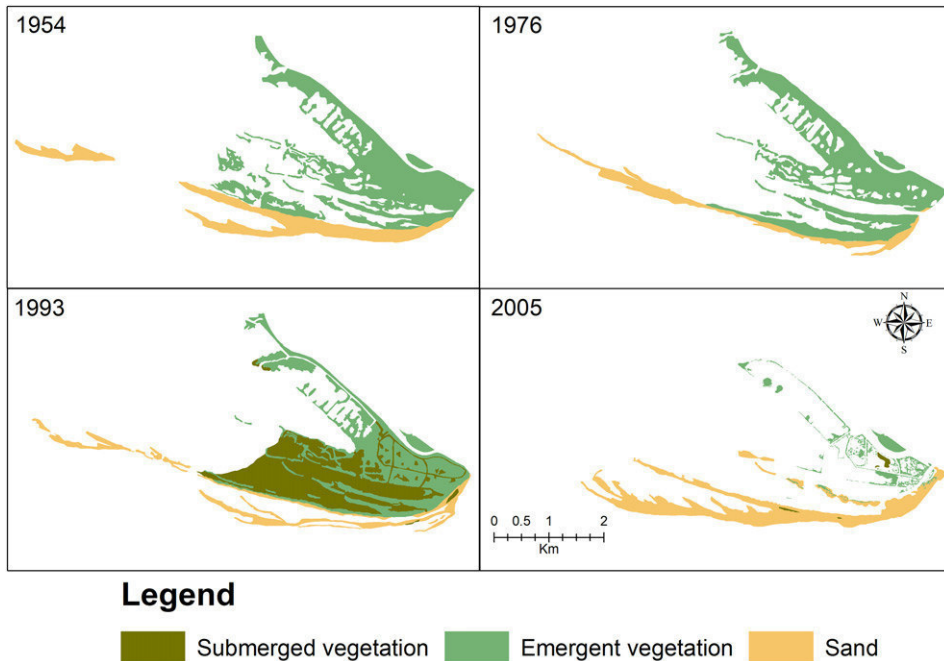 1954
1976
1993
2005
N
W E
S
0 0.5 1 2
Km
Legend
Submerged vegetation
Emergent vegetation
Sand